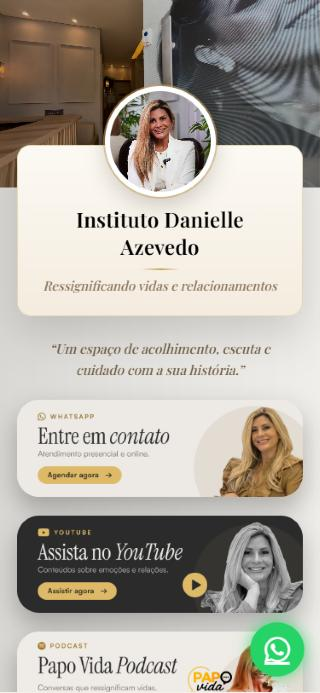 Instituto Danielle
Azevedo
Ressignificando vidas e relacionamentos
“Um espaço de acolhimento, escuta e
cuidado com a sua história.”
WHATSAPP
Entre em contato
Atendimento presencial e online.
Agendar agora →
YOUTUBE
Assista no YouTube
Conteúdos sobre emoções e relações.
Assistir agora →
PODCAST
Papo Vida Podcast
Conversas que ressignificam vidas,
PAPO
vida